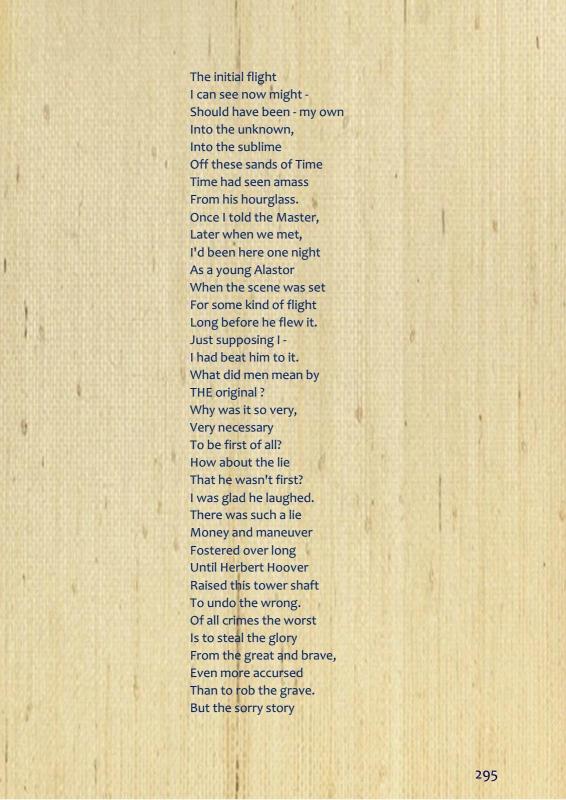 The initial flight
I can see now might -
Should have been - my own
Into the unknown,
Into the sublime
Off these sands of Time
Time had seen amass
From his hourglass.
Once I told the Master,
Later when we met,
I'd been here one night
As a young Alastor
When the scene was set
For some kind of flight
Long before he flew it.
Just supposing I -
I had beat him to it.
What did men mean by
THE original ?
Why was it so very,
Very necessary
To be first of all?
How about the lie
That he wasn't first?
I was glad he laughed.
There was such a lie
Money and maneuver
Fostered over long
Until Herbert Hoover
Raised this tower shaft
To undo the wrong.
Of all crimes the worst
Is to steal the glory
From the great and brave,
Even more accursed
Than to rob the grave.
But the sorry story
295